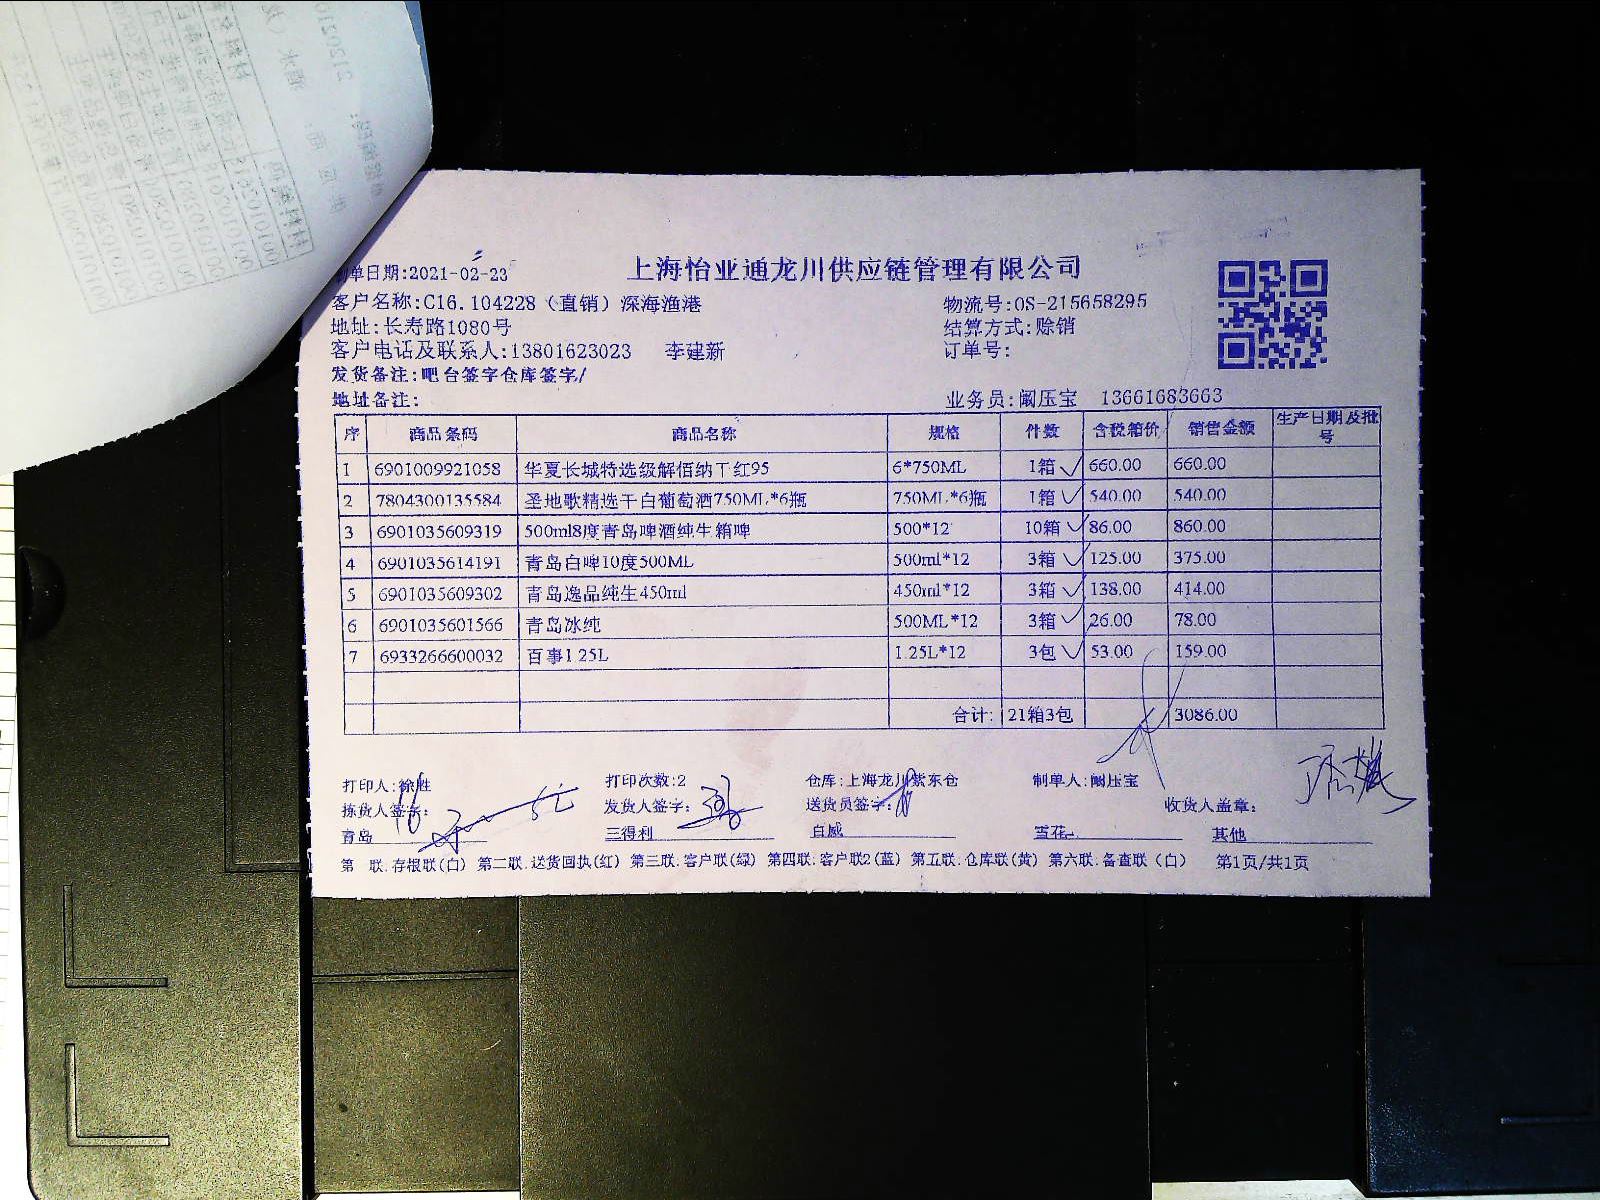 上海怡亚通龙川供应链管理有限公司
制单日期:2021-02-23
客户名称:C16.104228（直销）深海渔港 物流号:OS-215658295
地址:长寿路1080号 结算方式:赊销
客户电话及联系人:13801623023 李建新 订单号:
发货备注:吧台签字仓库签字/
地址备注: 业务员:阚压宝 13661683663
序 商品条码 商品名称 规格 件数 含税箱价 销售金额 生产日期及批号
1 6901009921058 华夏长城特选级解佰纳干红95 6*750ML 1箱 660.00 660.00
2 7804300135584 圣地歌精选干白葡萄酒750ML*6瓶 750ML*6瓶 1箱 540.00 540.00
3 6901035609319 500ml8度青岛啤酒纯生箱啤 500*12 10箱 86.00 860.00
4 6901035614191 青岛白啤10度500ML 500ml*12 3箱 125.00 375.00
5 6901035609302 青岛逸品纯生450ml 450ml*12 3箱 138.00 414.00
6 6901035601566 青岛冰纯 500ML*12 3箱 26.00 78.00
7 6933266600032 百事1.25L 1.25L*12 3包 53.00 159.00
合计: 21箱3包 3086.00
打印人:徐胜 打印次数:2 仓库:上海龙川紫东仓 制单人:阚压宝
拣货人签字: 发货人签字: 送货员签字: 收货人盖章:
青岛 三得利 百威 雪花 其他
第 联.存根联(白) 第二联.送货回执(红) 第三联.客户联(绿) 第四联.客户联2(蓝) 第五联.仓库联(黄) 第六联.备查联（白） 第1页/共1页